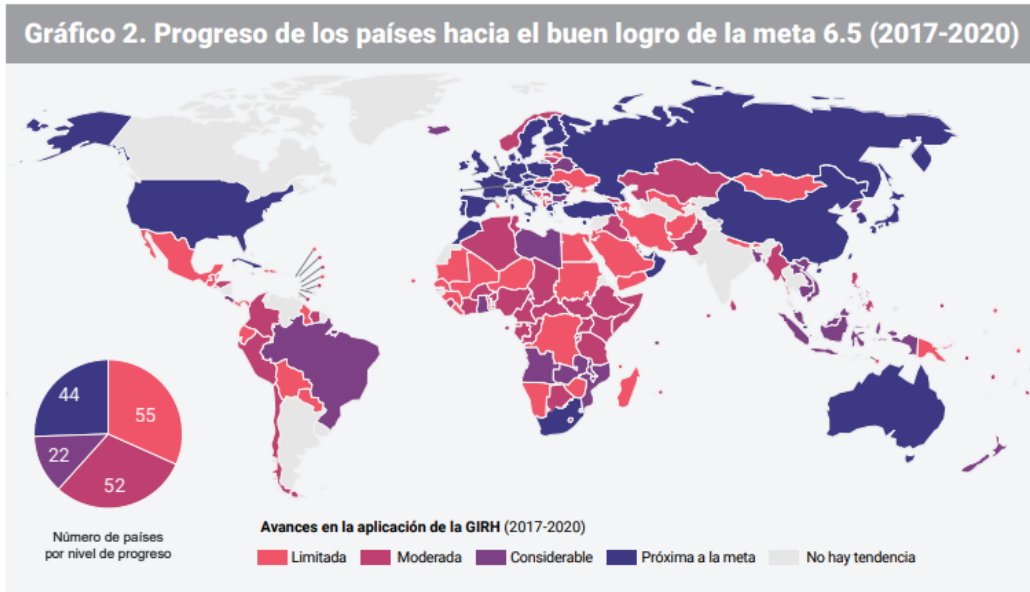 Gráfico 2. Progreso de los países hacia el buen logro de la meta 6.5 (2017-2020)
44
55
22
52
Número de países
por nivel de progreso
Avances en la aplicación de la GIRH (2017-2020)
Limitada
Moderada
Considerable
Próxima a la meta
No hay tendencia